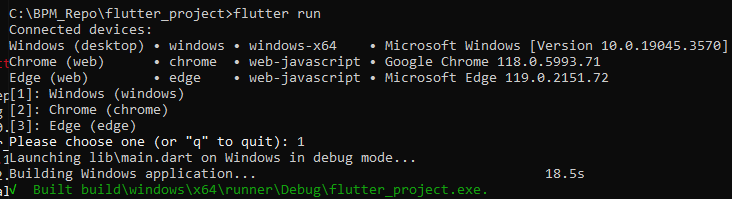 C:\BPM_Repo\flutter_project>flutter run
Connected devices:
Windows (desktop) • windows • windows-x64    • Microsoft Windows [Version 10.0.19045.3570]
Chrome (web)      • chrome  • web-javascript • Google Chrome 118.0.5993.71
Edge (web)        • edge    • web-javascript • Microsoft Edge 119.0.2151.72
[1]: Windows (windows)
[2]: Chrome (chrome)
[3]: Edge (edge)
Please choose one (or "q" to quit): 1
Launching lib\main.dart on Windows in debug mode...
Building Windows application...                                    18.5s
√  Built build\windows\x64\runner\Debug\flutter_project.exe.